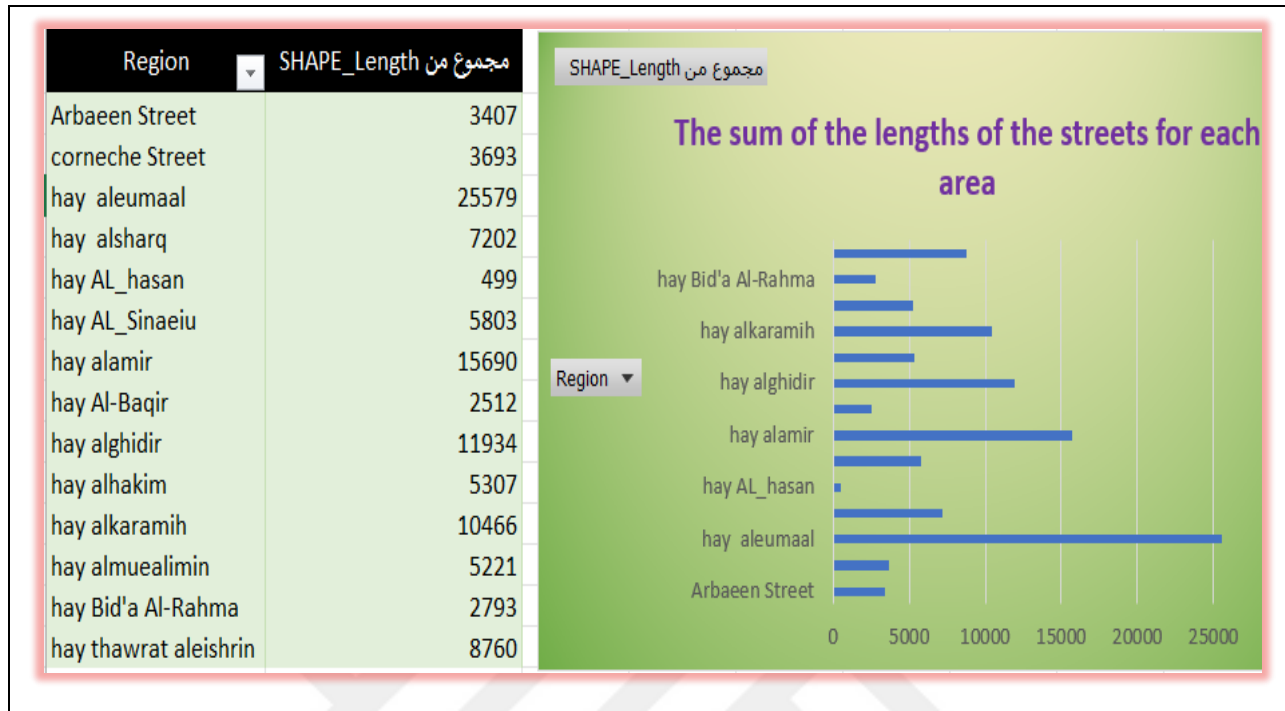 Region مجموع من SHAPE_Length
Arbaeen Street 3407
corneche Street 3693
hay  aleumaal 25579
hay  alsharq 7202
hay AL_hasan 499
hay AL_Sinaeiu 5803
hay alamir 15690
hay Al-Baqir 2512
hay alghidir 11934
hay alhakim 5307
hay alkaramih 10466
hay almuealimin 5221
hay Bid'a Al-Rahma 2793
hay thawrat aleishrin 8760
مجموع من SHAPE_Length
The sum of the lengths of the streets for each
area
hay Bid'a Al-Rahma
hay alkaramih
Region
hay alghidir
hay alamir
hay AL_hasan
hay  aleumaal
Arbaeen Street
0 5000 10000 15000 20000 25000